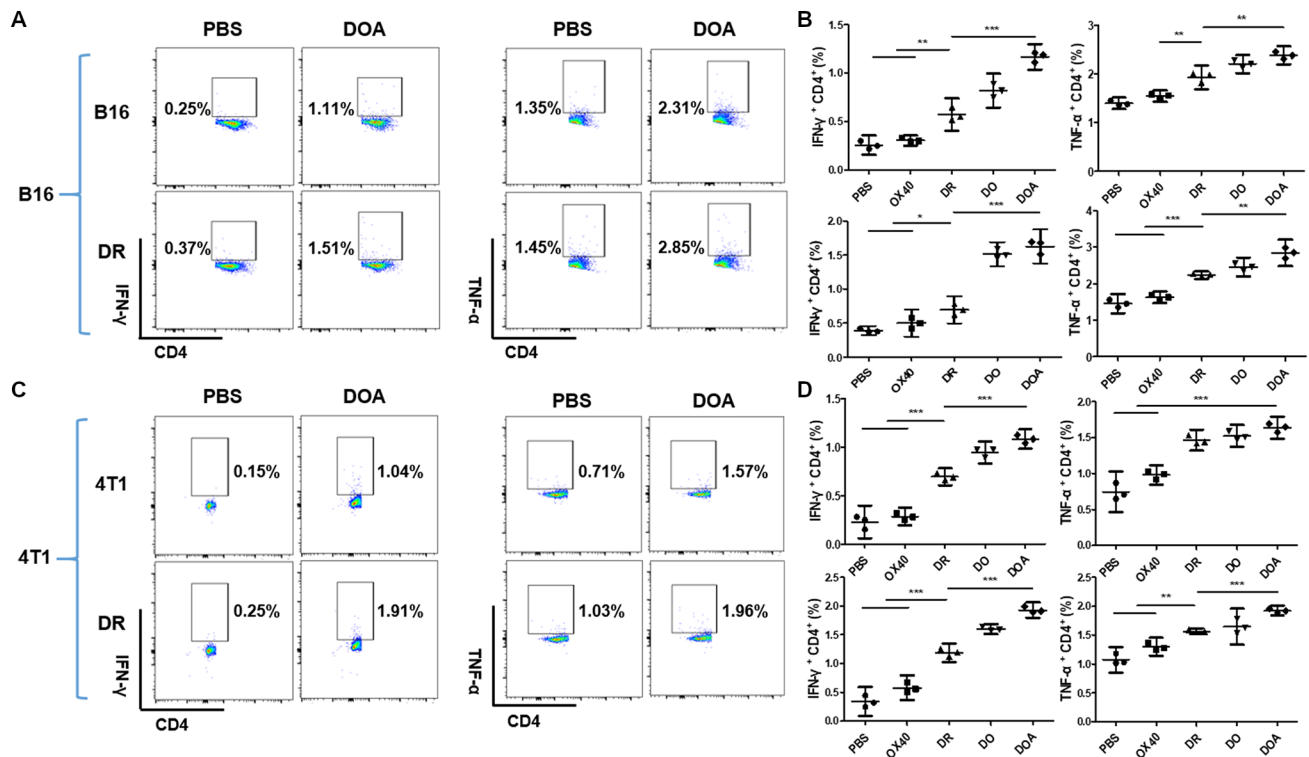 A
PBS
DOA
PBS
DOA
B16
B16
0.25%
1.11%
1.35%
2.31%
DR
0.37%
1.51%
1.45%
2.85%
IFN-γ
CD4
TNF-α
B
IFN-γ + CD4+ (%)
1.5
1.0
0.5
0.0
**
***
PBS
OX40
DR
DO
DOA
TNF-α + CD4+ (%)
3
2
1
0
**
**
PBS
OX40
DR
DO
DOA
IFN-γ + CD4+ (%)
2.0
1.5
1.0
0.5
0.0
*
***
PBS
OX40
DR
DO
DOA
TNF-α + CD4+ (%)
4
3
2
1
0
***
**
PBS
OX40
DR
DO
DOA
C
PBS
DOA
PBS
DOA
4T1
4T1
0.15%
1.04%
0.71%
1.57%
DR
0.25%
1.91%
1.03%
1.96%
IFN-γ
CD4
TNF-α
CD4
D
IFN-γ + CD4+ (%)
1.5
1.0
0.5
0.0
***
***
PBS
OX40
DR
DO
DOA
TNF-α + CD4+ (%)
2.0
1.5
1.0
0.5
0.0
***
PBS
OX40
DR
DO
DOA
IFN-γ + CD4+ (%)
2.5
2.0
1.5
1.0
0.5
0.0
***
***
PBS
OX40
DR
DO
DOA
TNF-α + CD4+ (%)
2.5
2.0
1.5
1.0
0.5
0.0
**
***
PBS
OX40
DR
DO
DOA